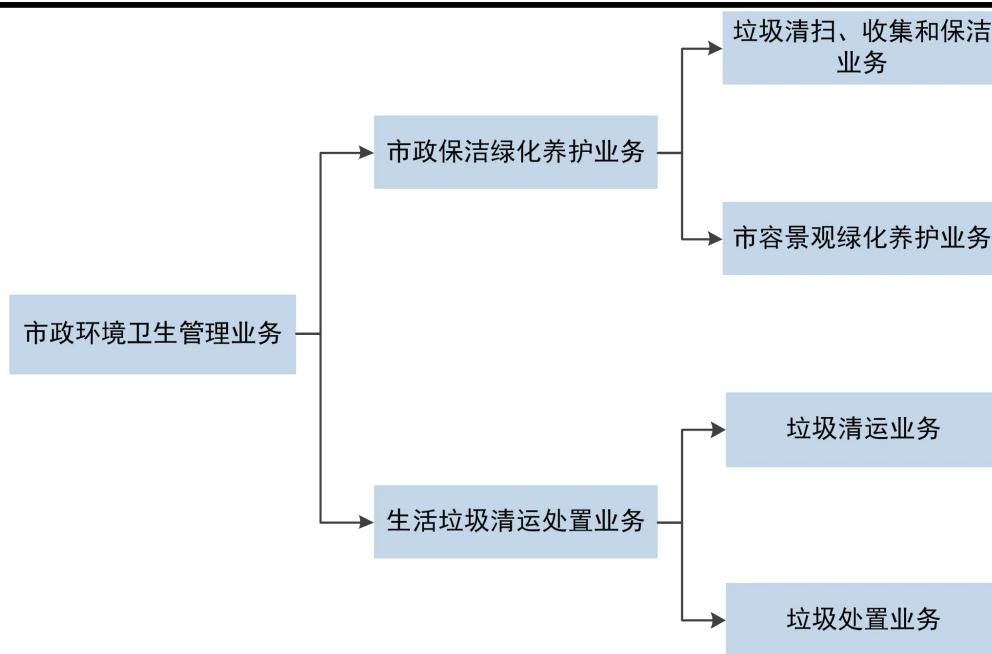 垃圾清扫、收集和保洁
业务
市政保洁绿化养护业务
市容景观绿化养护业务
市政环境卫生管理业务
垃圾清运业务
生活垃圾清运处置业务
垃圾处置业务